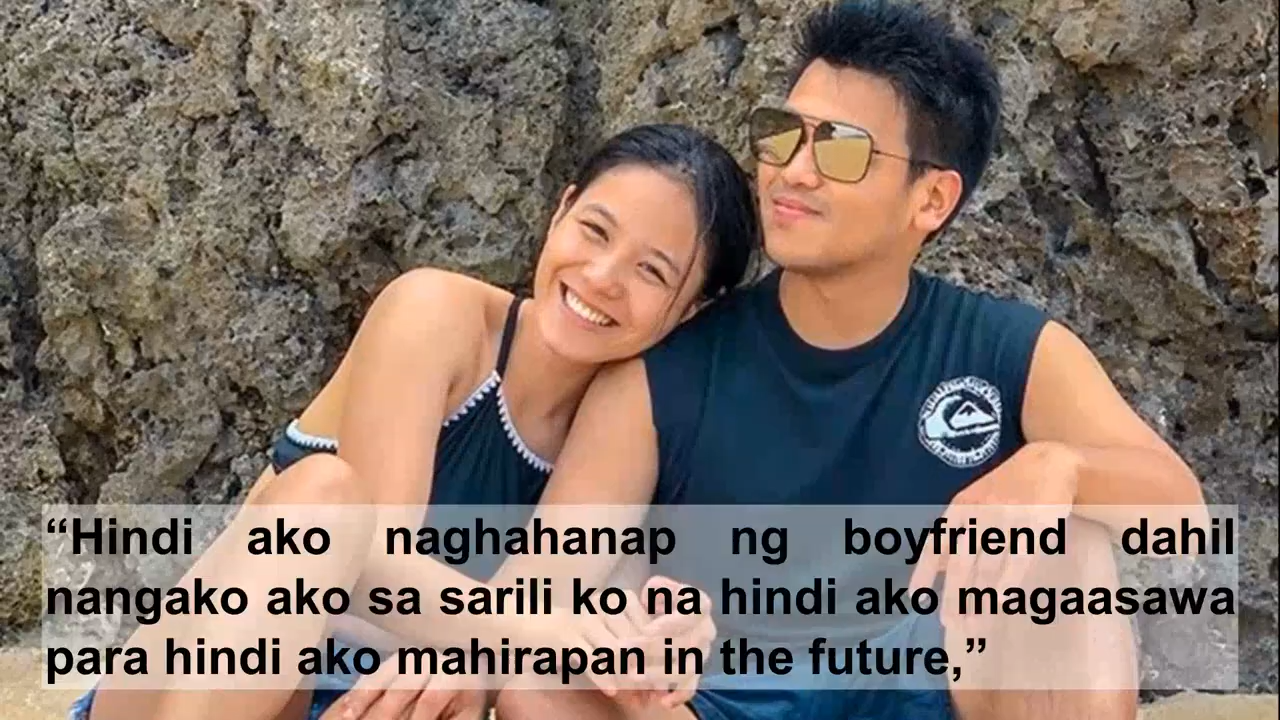 “Hindi ako naghahanap ng boyfriend dahil
nangako ako sa sarili ko na hindi ako magaasawa
para hindi ako mahirapan in the future,”